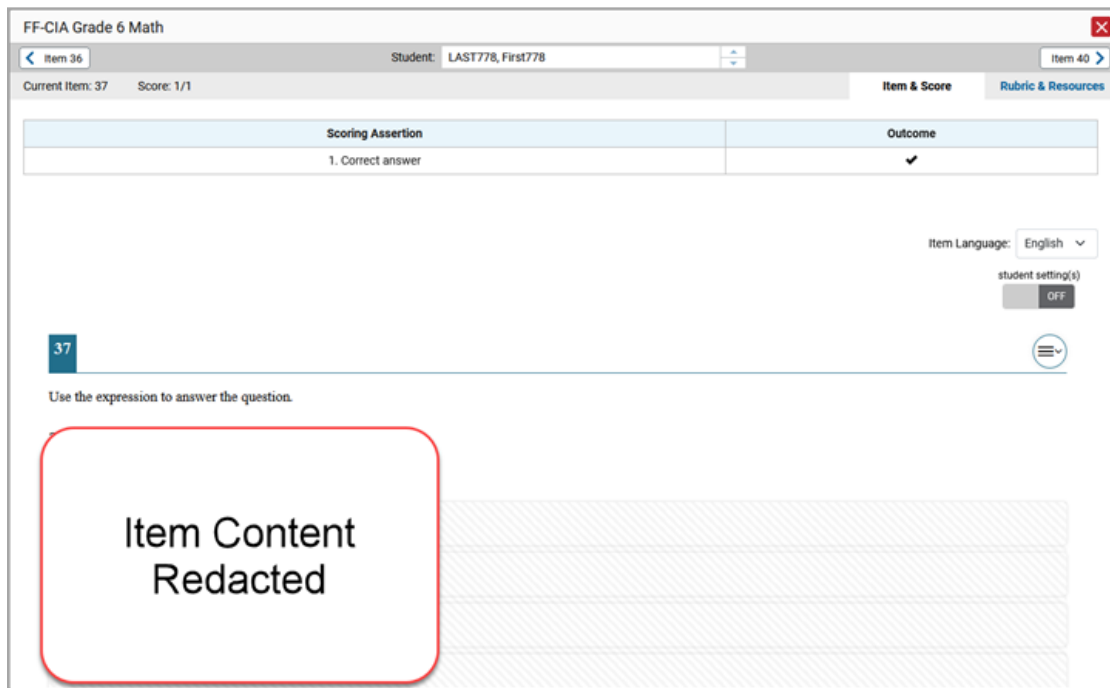 FF-CIA Grade 6 Math
Item 36
Student: LAST778, First778
Item 40
Current Item: 37 Score: 1/1
Item & Score Rubric & Resources
Scoring Assertion Outcome
1. Correct answer
Item Language: English
student setting(s)
OFF
37
Use the expression to answer the question.
Item Content
Redacted